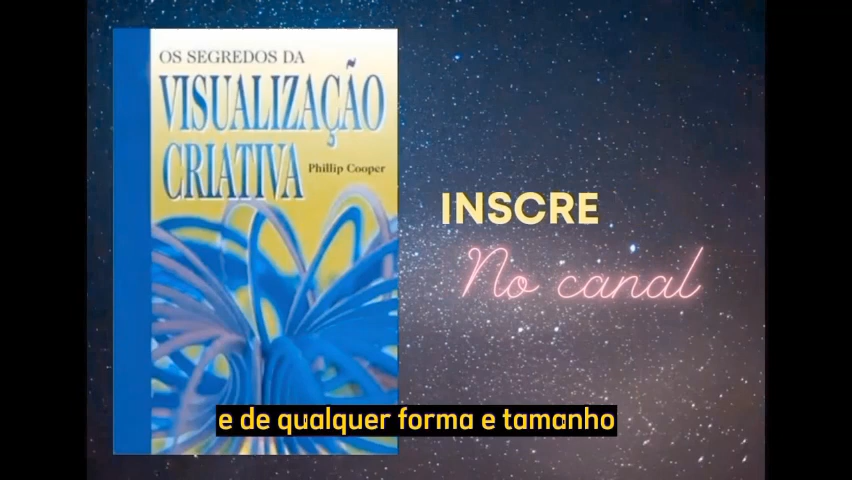 OS SEGREDOS DA
VISUALIZAÇÃO
CRIATIVA
Phillip Cooper
INSCRE
No canal
e de qualquer forma e tamanho